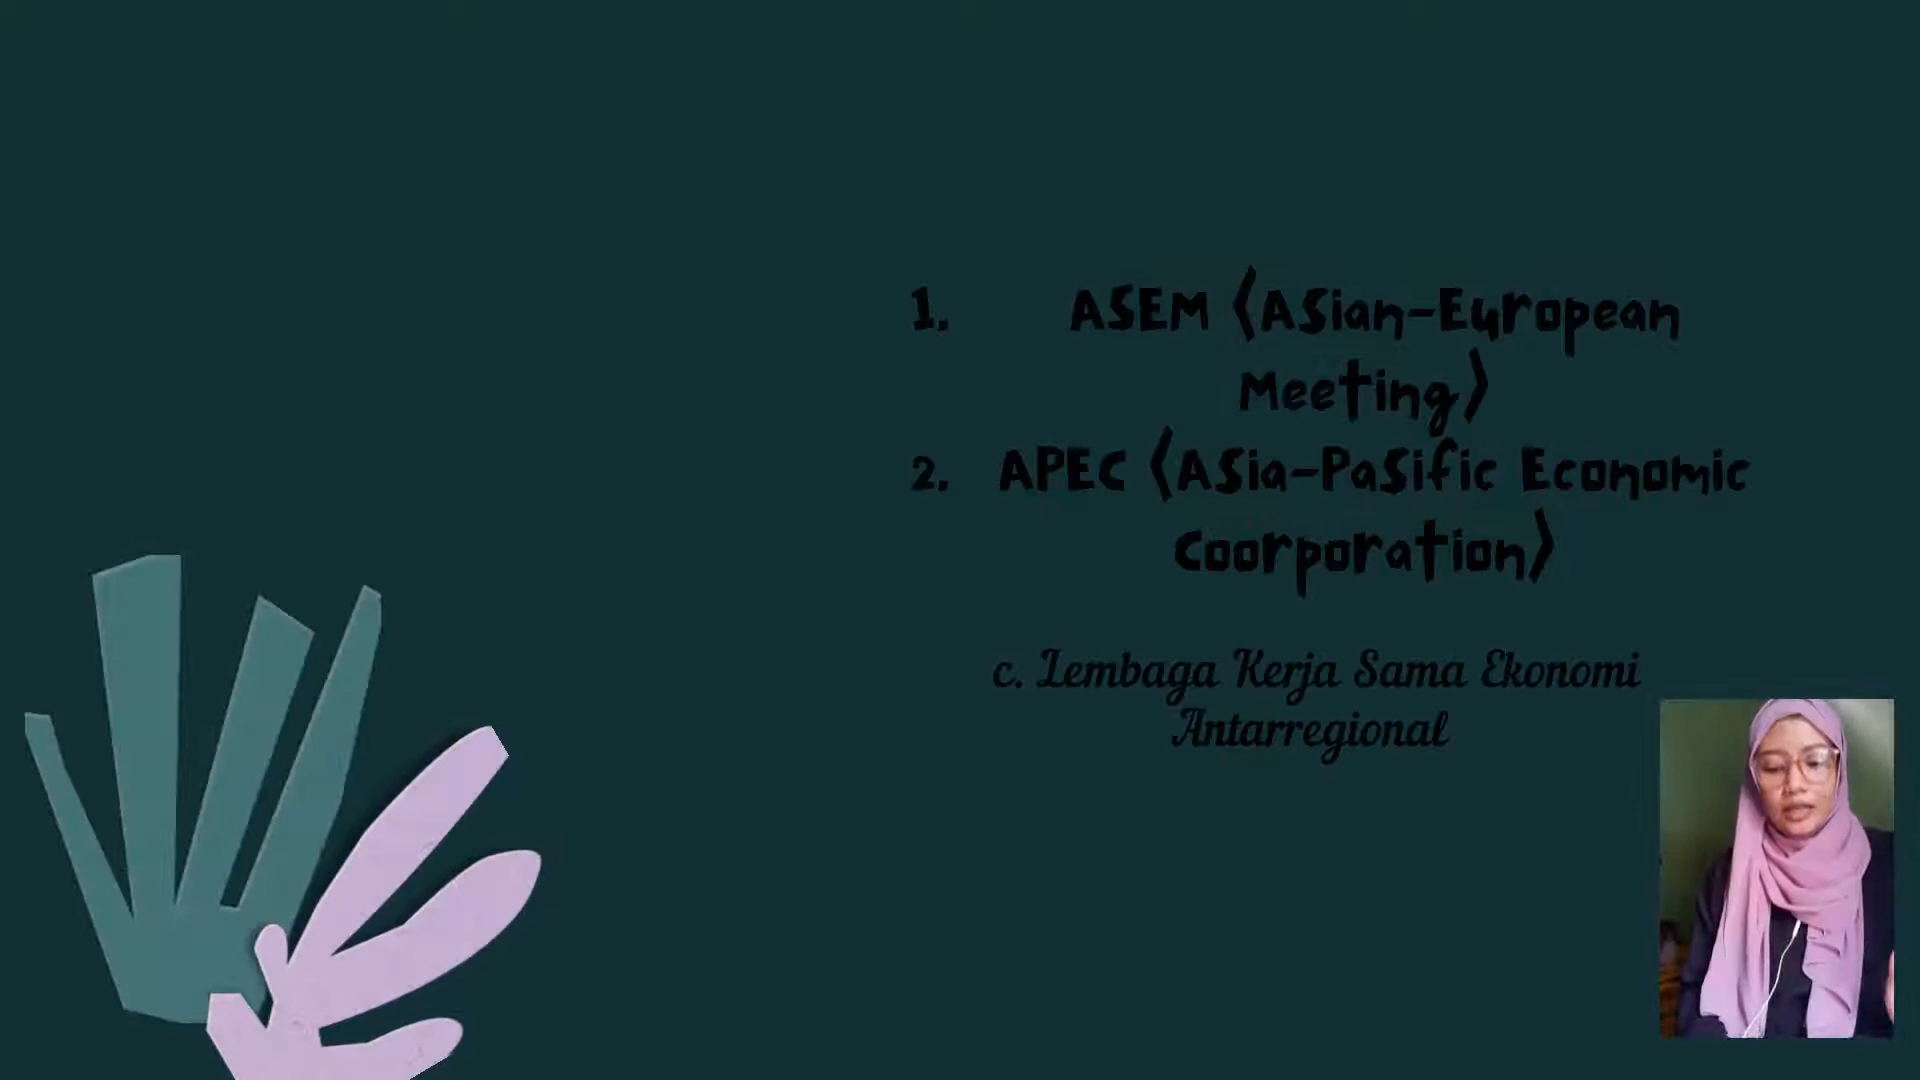 1. ASEM (Asian-European
Meeting)
2. APEC (Asia-Pasific Economic
Coorporation)
c. Lembaga Kerja Sama Ekonomi
Antarregional